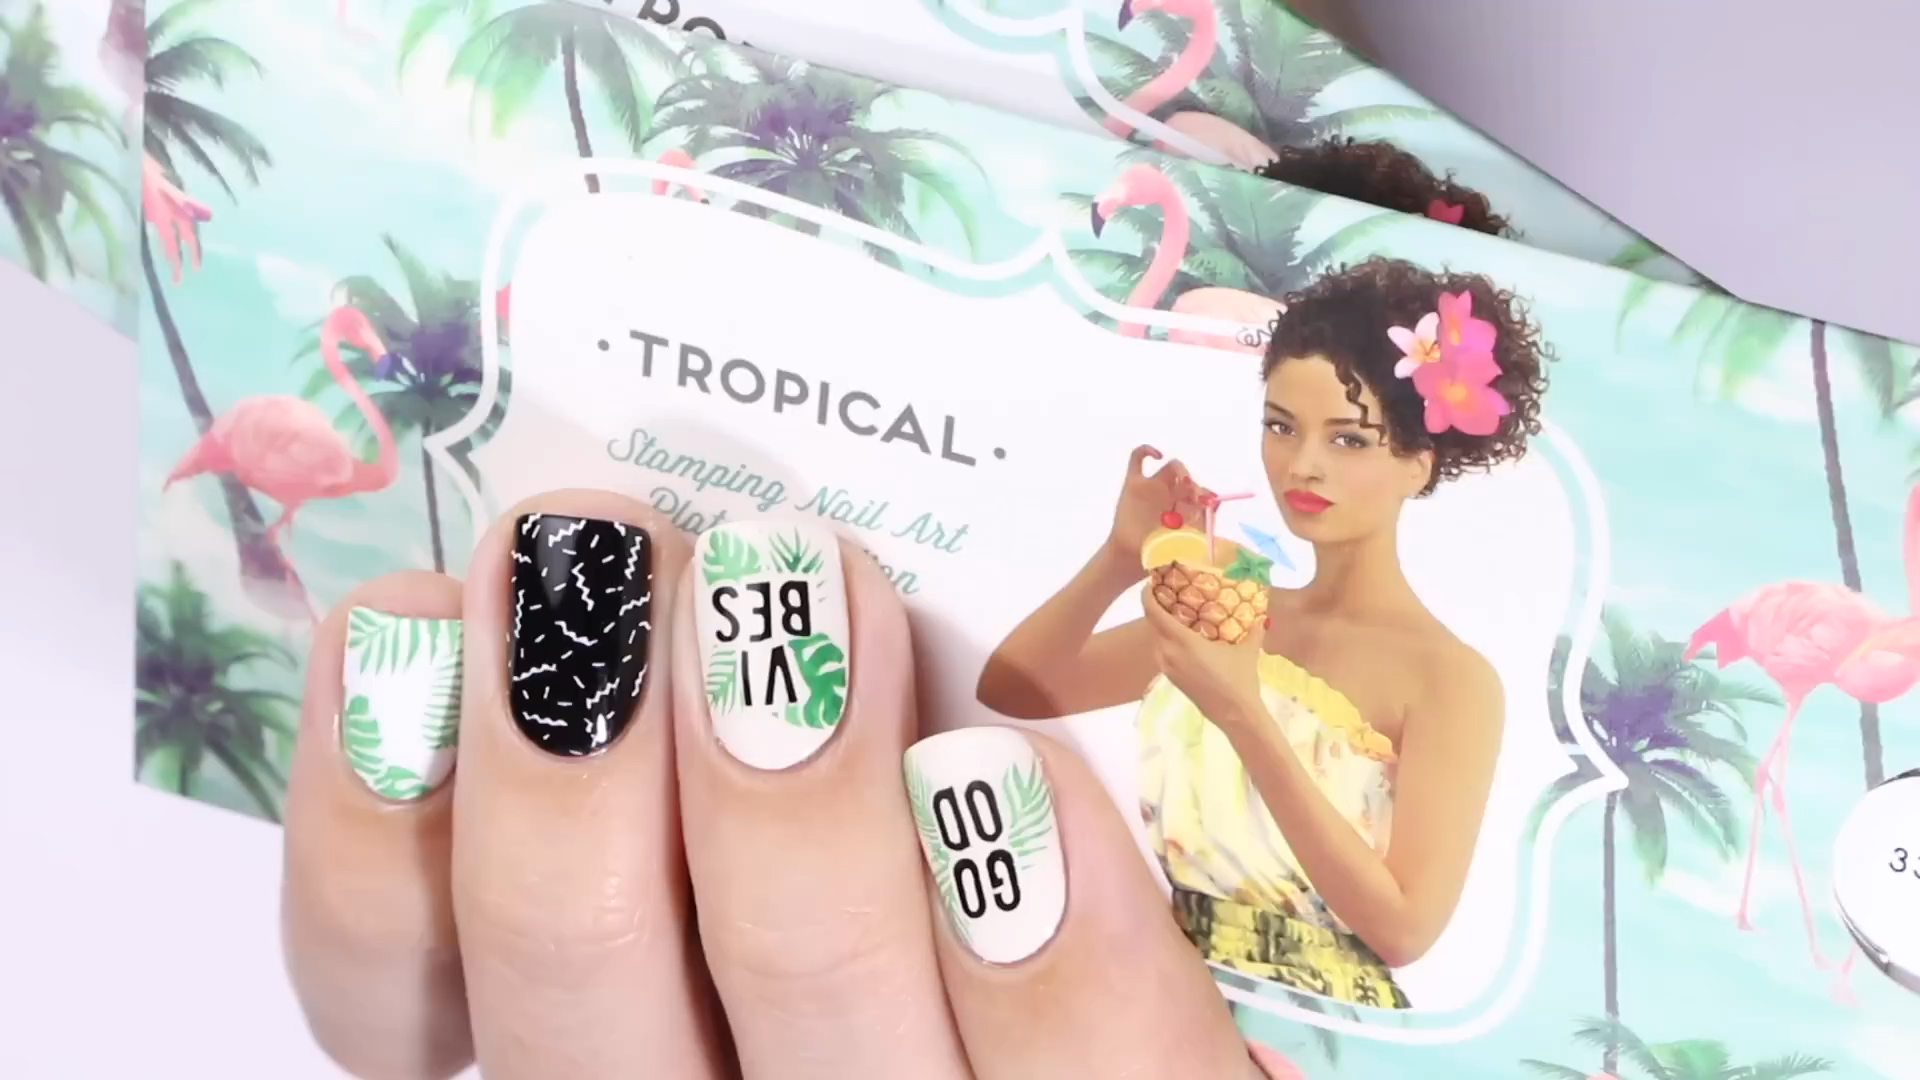 · TROPICAL ·
Stamping Nail Art
GO
OD
VI
BES